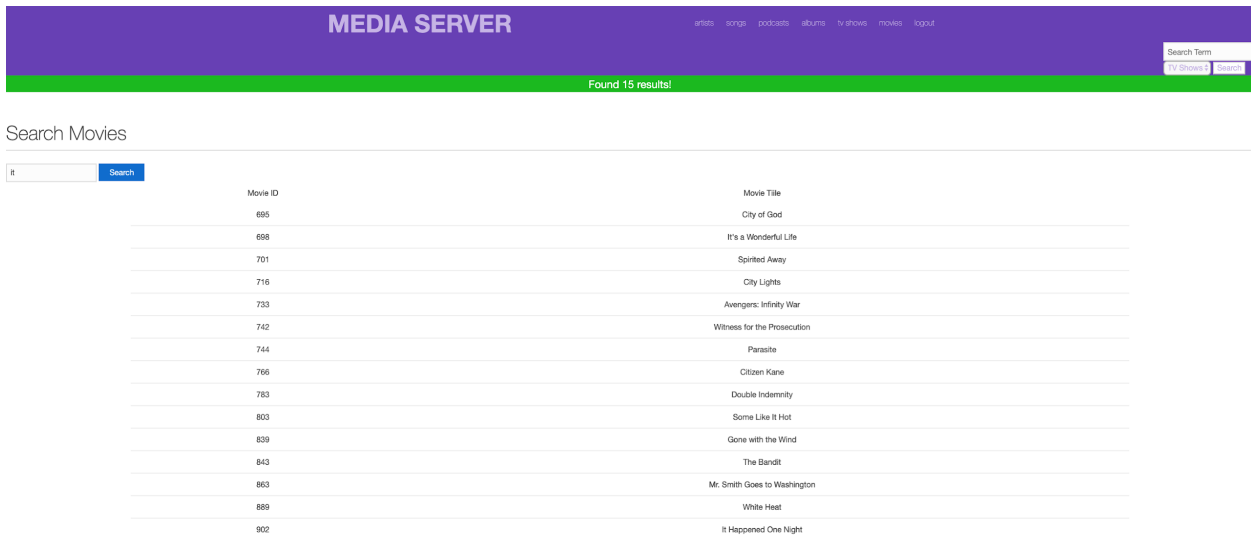 MEDIA SERVER
artists songs podcasts albums tv shows movies logout
Search Term
TV Shows Search
Found 15 results!
Search Movies
it Search
Movie ID Movie Tiile
695 City of God
698 It's a Wonderful Life
701 Spirited Away
716 City Lights
733 Avengers: Infinity War
742 Witness for the Prosecution
744 Parasite
766 Citizen Kane
783 Double Indemnity
803 Some Like It Hot
839 Gone with the Wind
843 The Bandit
863 Mr. Smith Goes to Washington
889 White Heat
902 It Happened One Night